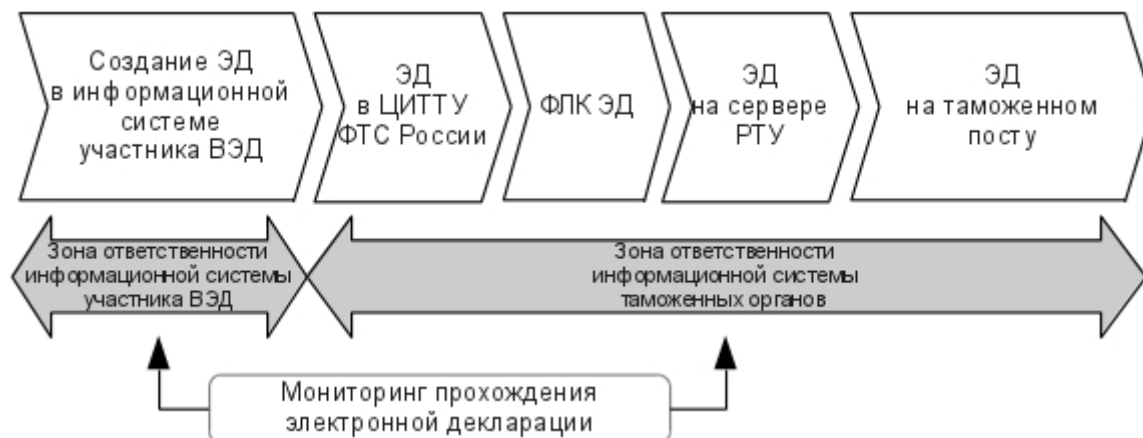 Создание ЭД
в информационной
системе
участника ВЭД
ЭД
в ЦИТТУ
ФТС России
ФЛК ЭД
ЭД
на сервере
РТУ
ЭД
на таможенном
посту
Зона ответственности
информационной системы
участника ВЭД
Зона ответственности
информационной системы
таможенных органов
Мониторинг прохождения
электронной декларации